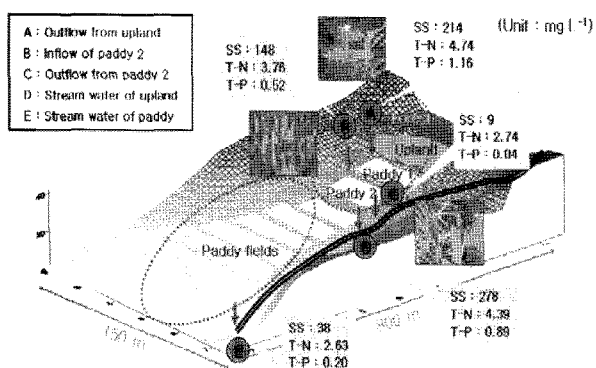 A : Outflow from upland
B : Inflow of paddy 2
C : Outflow from paddy 2
D : Stream water of upland
E : Stream water of paddy
(Unit : mg l⁻¹)
SS : 148
T-N : 3.76
T-P : 0.52
SS : 214
T-N : 4.74
T-P : 1.16
SS : 9
T-N : 2.74
T-P : 0.04
Upland
Paddy 1
Paddy 2
Paddy fields
SS : 278
T-N : 4.39
T-P : 0.89
SS : 38
T-N : 2.63
T-P : 0.20
150 m
400 m